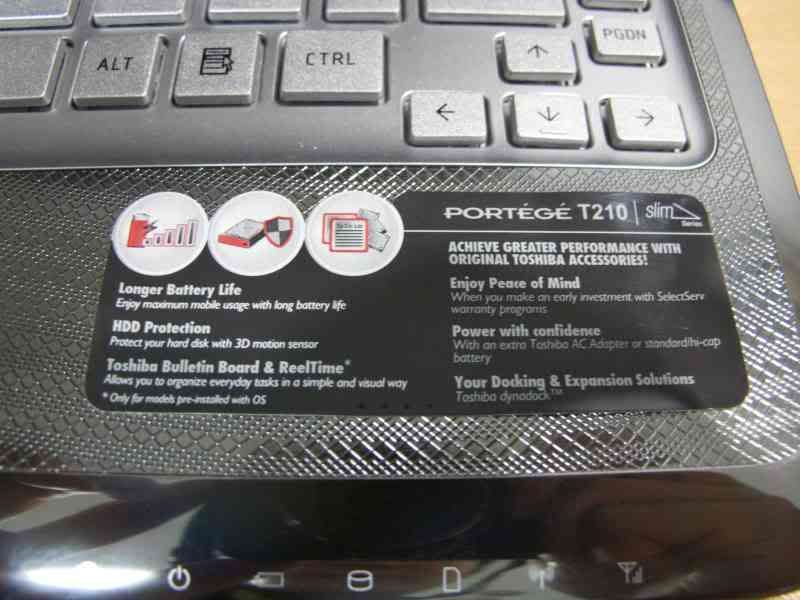 PGDN
ALT
CTRL
To Do List
PORTÉGÉ T210 slim
Series
ACHIEVE GREATER PERFORMANCE WITH
ORIGINAL TOSHIBA ACCESSORIES!
Longer Battery Life
Enjoy maximum mobile usage with long battery life
HDD Protection
Protect your hard disk with 3D motion sensor
Toshiba Bulletin Board & ReelTime*
Allows you to organize everyday tasks in a simple and visual way
* Only for models pre-installed with OS
Enjoy Peace of Mind
When you make an early investment with SelectServ
warranty programs
Power with confidence
With an extra Toshiba AC Adapter or standard/hi-cap
battery
Your Docking & Expansion Solutions
Toshiba dynadock™